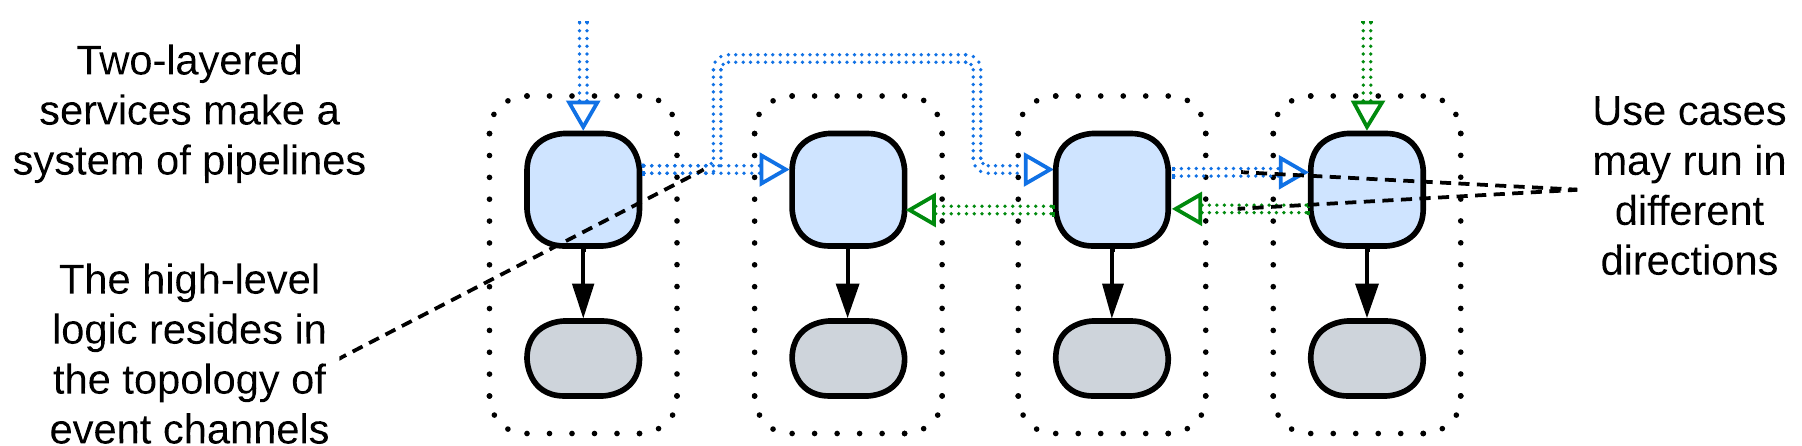 Two-layered
services make a
system of pipelines
The high-level
logic resides in
the topology of
event channels
Use cases
may run in
different
directions